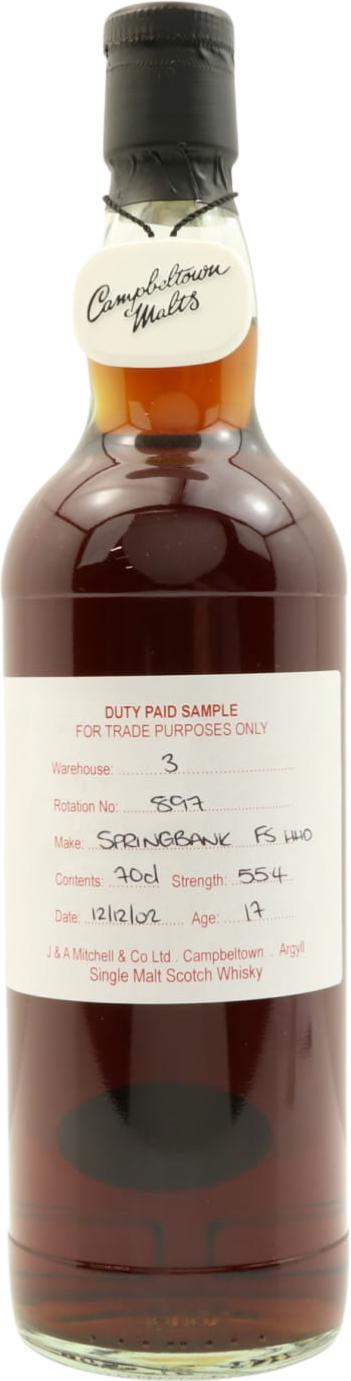 Campbeltown
Malts
DUTY PAID SAMPLE
FOR TRADE PURPOSES ONLY
Warehouse: 3
Rotation No: 897
Make: SPRINGBANK FS HHO
Contents: 70cl Strength: 55.4
Date: 12/12/02 Age: 17
J & A Mitchell & Co Ltd . Campbeltown . Argyll
Single Malt Scotch Whisky